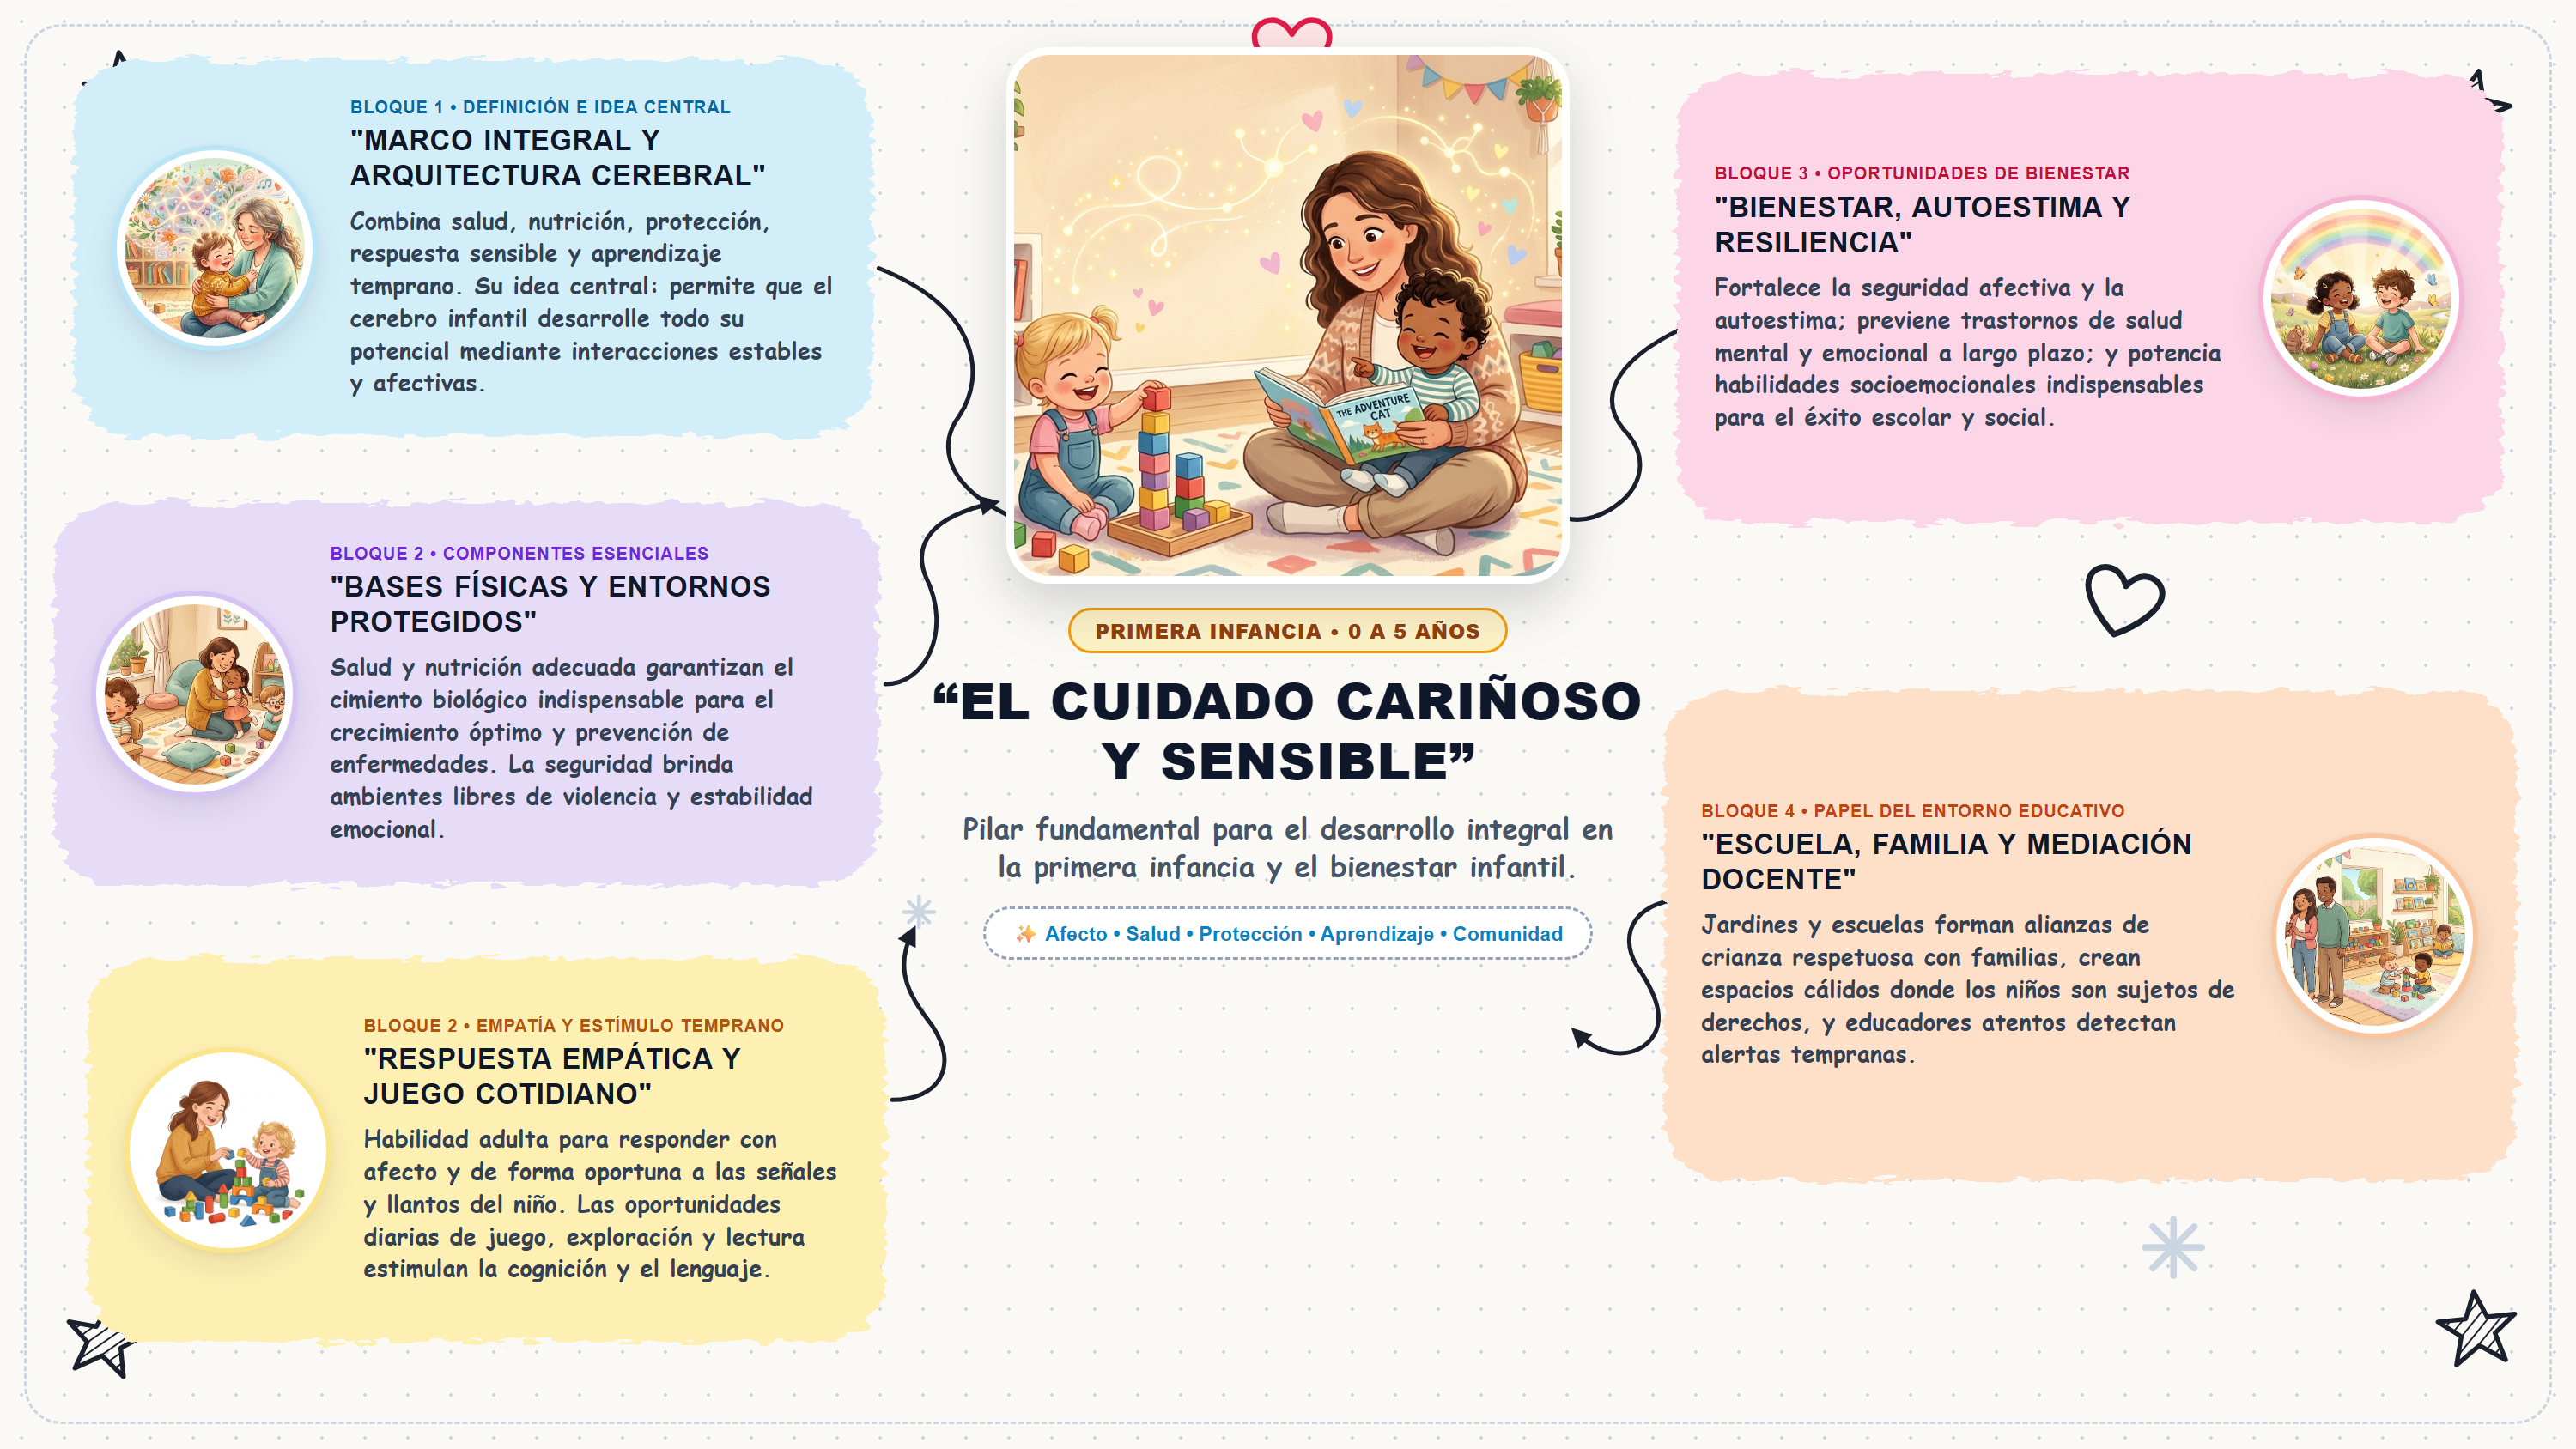 BLOQUE 1 • DEFINICIÓN E IDEA CENTRAL
"MARCO INTEGRAL Y
ARQUITECTURA CEREBRAL"
Combina salud, nutrición, protección,
respuesta sensible y aprendizaje
temprano. Su idea central: permite que el
cerebro infantil desarrolle todo su
potencial mediante interacciones estables
y afectivas.
BLOQUE 2 • COMPONENTES ESENCIALES
"BASES FÍSICAS Y ENTORNOS
PROTEGIDOS"
Salud y nutrición adecuada garantizan el
cimiento biológico indispensable para el
crecimiento óptimo y prevención de
enfermedades. La seguridad brinda
ambientes libres de violencia y estabilidad
emocional.
BLOQUE 2 • EMPATÍA Y ESTÍMULO TEMPRANO
"RESPUESTA EMPÁTICA Y
JUEGO COTIDIANO"
Habilidad adulta para responder con
afecto y de forma oportuna a las señales
y llantos del niño. Las oportunidades
diarias de juego, exploración y lectura
estimulan la cognición y el lenguaje.
THE ADVENTURE
CAT
PRIMERA INFANCIA • 0 A 5 AÑOS
“EL CUIDADO CARIÑOSO
Y SENSIBLE”
Pilar fundamental para el desarrollo integral en
la primera infancia y el bienestar infantil.
✨ Afecto • Salud • Protección • Aprendizaje • Comunidad
BLOQUE 3 • OPORTUNIDADES DE BIENESTAR
"BIENESTAR, AUTOESTIMA Y
RESILIENCIA"
Fortalece la seguridad afectiva y la
autoestima; previene trastornos de salud
mental y emocional a largo plazo; y potencia
habilidades socioemocionales indispensables
para el éxito escolar y social.
BLOQUE 4 • PAPEL DEL ENTORNO EDUCATIVO
"ESCUELA, FAMILIA Y MEDIACIÓN
DOCENTE"
Jardines y escuelas forman alianzas de
crianza respetuosa con familias, crean
espacios cálidos donde los niños son sujetos de
derechos, y educadores atentos detectan
alertas tempranas.